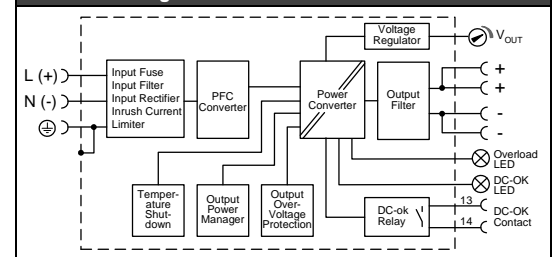 Voltage
Regulator
VOUT
L (+)
N (-)
Input Fuse
Input Filter
Input Rectifier
Inrush Current
Limiter
PFC
Converter
Power
Converter
Output
Filter
+
+
-
-
Overload
LED
DC-OK
LED
Temper-
ature
Shut-
down
Output
Power
Manager
Output
Over-
Voltage
Protection
DC-ok
Relay
13
14
DC-OK
Contact